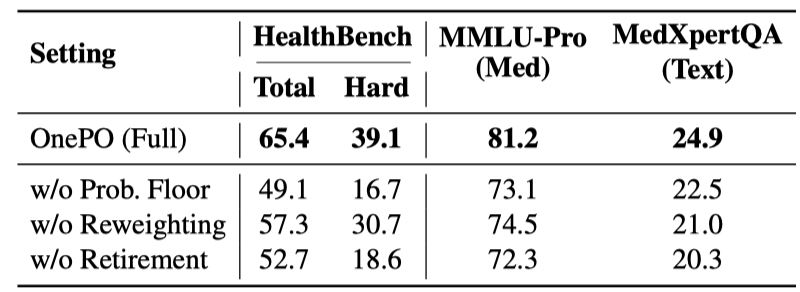 Setting HealthBench MMLU-Pro (Med) MedXpertQA (Text)
Total Hard
OnePO (Full) 65.4 39.1 81.2 24.9
w/o Prob. Floor 49.1 16.7 73.1 22.5
w/o Reweighting 57.3 30.7 74.5 21.0
w/o Retirement 52.7 18.6 72.3 20.3